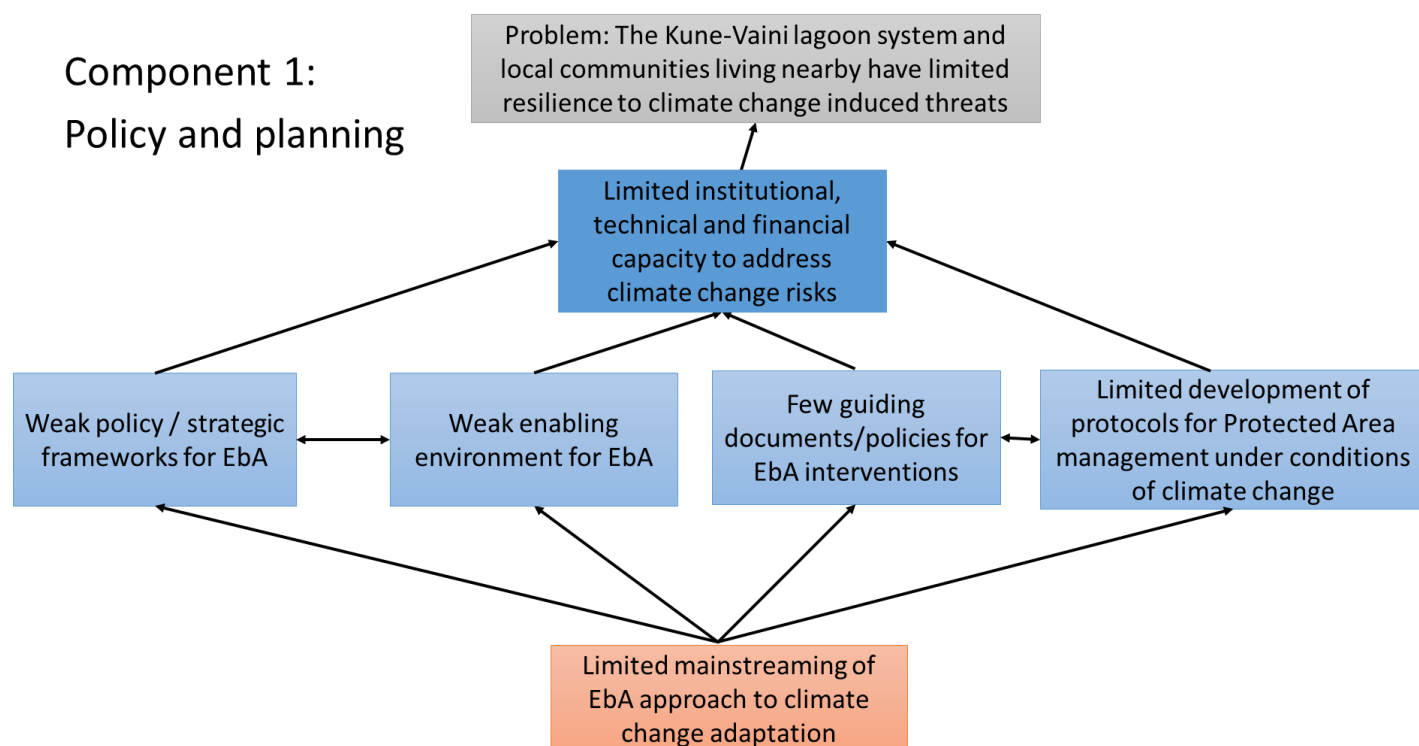 Component 1:
Policy and planning
Problem: The Kune-Vaini lagoon system and
local communities living nearby have limited
resilience to climate change induced threats
Limited institutional,
technical and financial
capacity to address
climate change risks
Weak policy / strategic
frameworks for EbA
Weak enabling
environment for EbA
Few guiding
documents/policies for
EbA interventions
Limited development of
protocols for Protected Area
management under conditions
of climate change
Limited mainstreaming of
EbA approach to climate
change adaptation